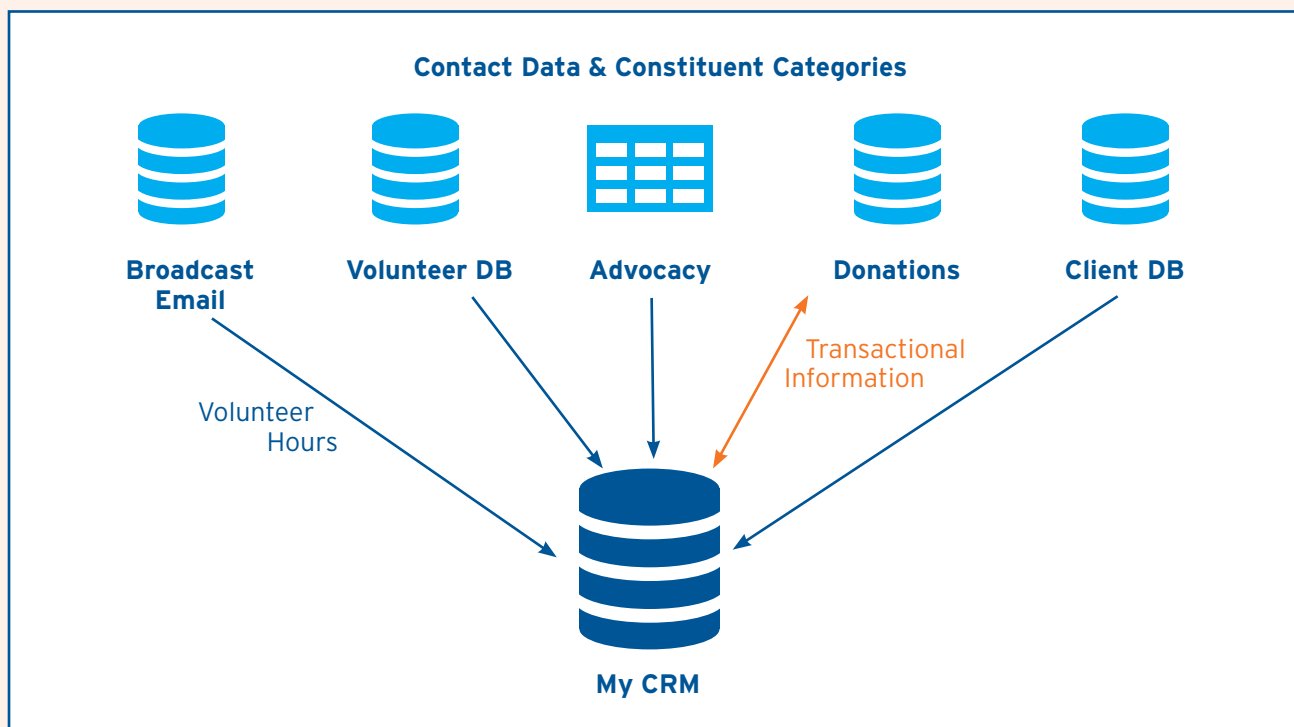 Contact Data & Constituent Categories
Broadcast
Email
Volunteer DB
Advocacy
Donations
Client DB
Transactional
Information
Volunteer
Hours
My CRM